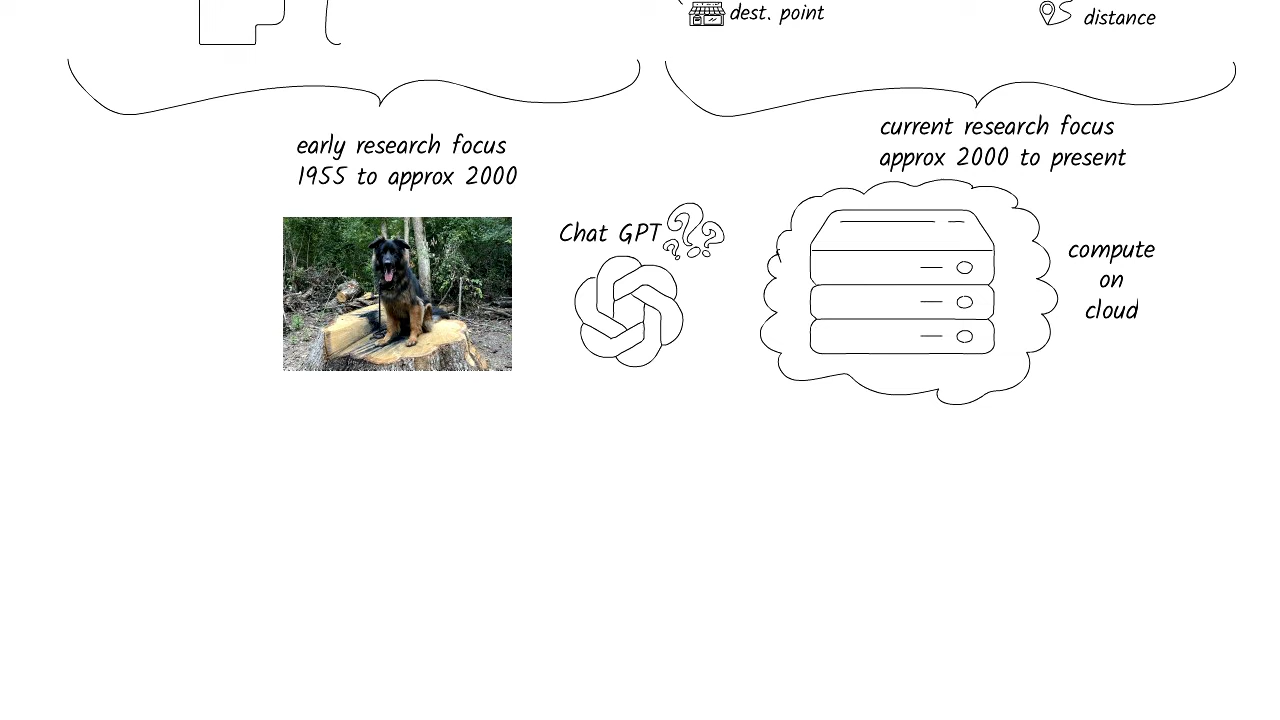 dest. point
distance
early research focus
1955 to approx 2000
current research focus
approx 2000 to present
Chat GPT
???
compute
on
cloud